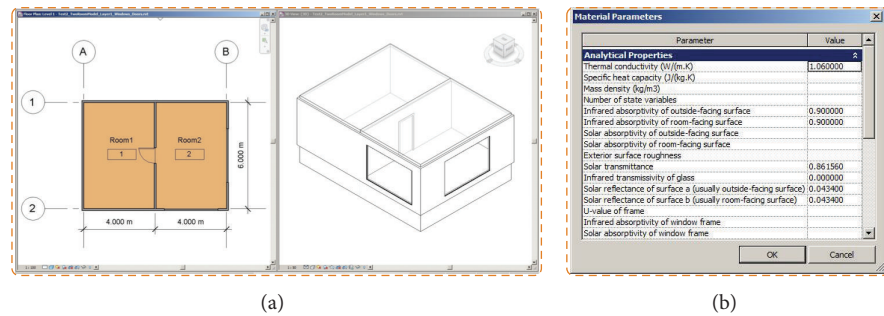 A
B
1
Room1
Room2
1
2
6.000 m
2
4.000 m
4.000 m
Material Parameters
Parameter Value
Analytical Properties
Thermal conductivity (W/(m.K) 1.060000
Specific heat capacity (J/(kg.K)
Mass density (kg/m3)
Number of state variables
Infrared absorptivity of outside-facing surface 0.900000
Infrared absorptivity of room-facing surface 0.900000
Solar absorptivity of outside-facing surface
Solar absorptivity of room-facing surface
Exterior surface roughness
Solar transmittance 0.861560
Infrared transmissivity of glass 0.000000
Solar reflectance of surface a (usually outside-facing surface) 0.043400
Solar reflectance of surface b (usually room-facing surface) 0.043400
U-value of frame
Infrared absorptivity of window frame
Solar absorptivity of window frame
OK Cancel
(a)
(b)